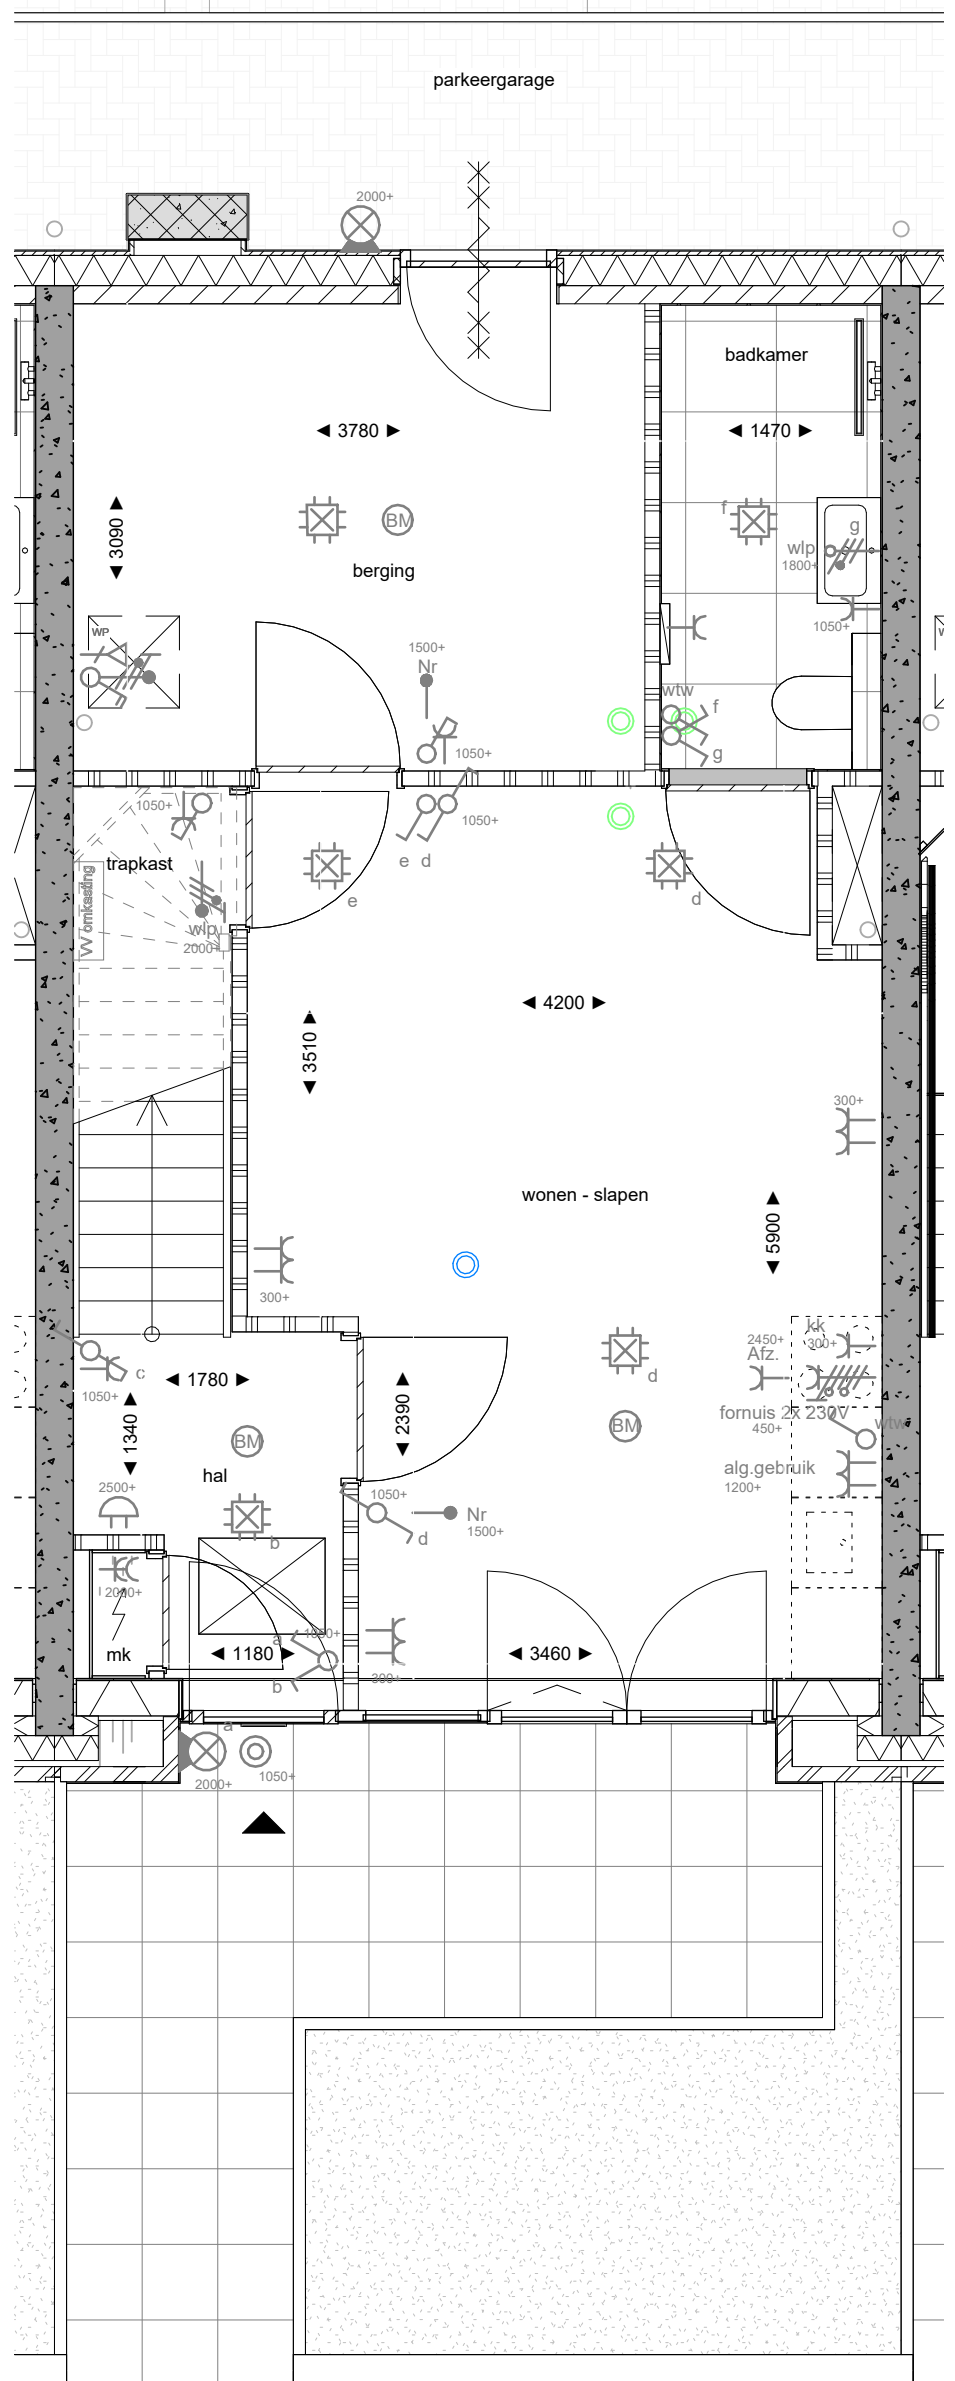 parkeergarage
2000+
badkamer
3780
1470
3090
BM
f
g
wlp
1800+
berging
1050+
WP
1500+
Nr
wtw
f
g
1050+
1050+
1050+
e d
trapkast
e
d
VV omkasting
wlp
2000+
4200
3510
300+
wonen - slapen
5900
300+
kk
2450+
300+
Afz.
c
1050+
1780
d
2390
1340
fornuis 2x 230V
450+
wtw
BM
BM
hal
alg.gebruik
1200+
2500+
1050+
Nr
1500+
d
b
2000+
mk
a
1050+
1180
300+
3460
b
a
2000+
1050+